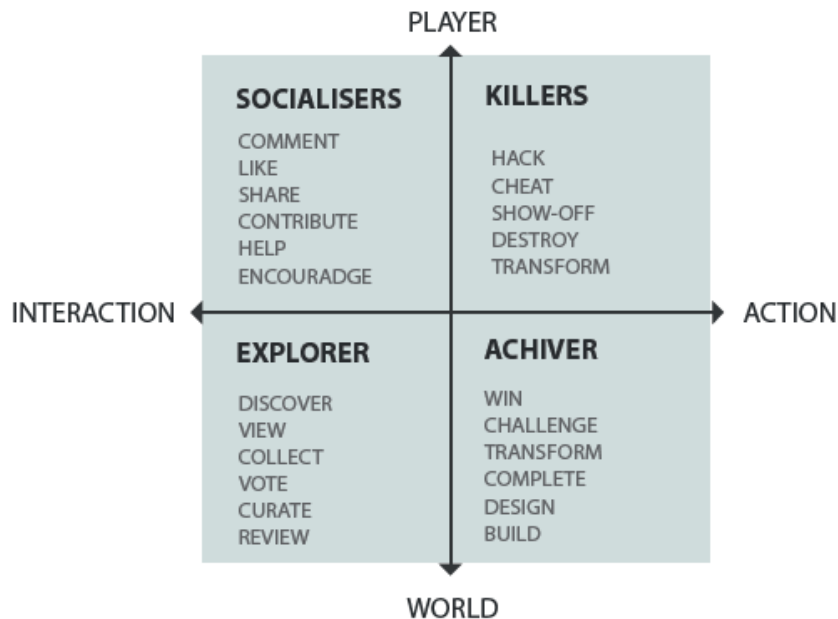 PLAYER
SOCIALISERS
COMMENT
LIKE
SHARE
CONTRIBUTE
HELP
ENCOURADGE
KILLERS
HACK
CHEAT
SHOW-OFF
DESTROY
TRANSFORM
INTERACTION
ACTION
EXPLORER
DISCOVER
VIEW
COLLECT
VOTE
CURATE
REVIEW
ACHIVER
WIN
CHALLENGE
TRANSFORM
COMPLETE
DESIGN
BUILD
WORLD